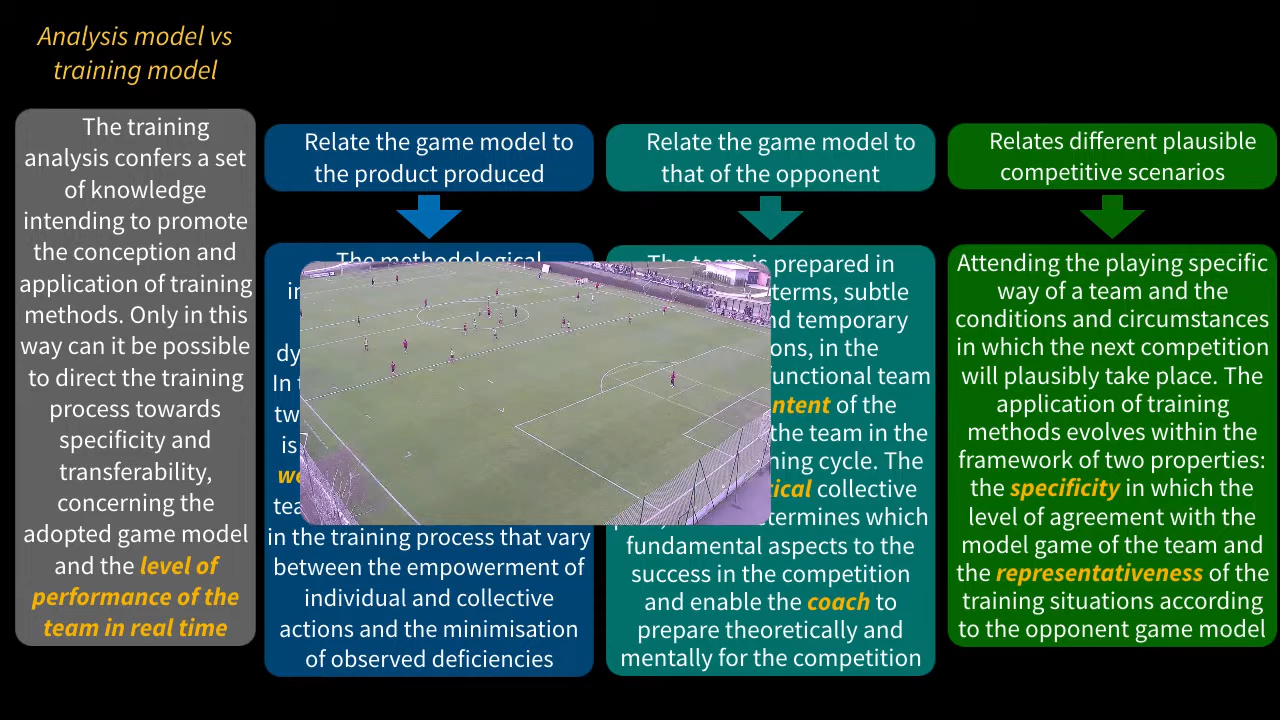 Analysis model vs
training model
The training
analysis confers a set
of knowledge
intending to promote
the conception and
application of training
methods. Only in this
way can it be possible
to direct the training
process towards
specificity and
transferability,
concerning the
adopted game model
and the level of
performance of the
team in real time
Relate the game model to
the product produced
The methodological
in the training process that vary
between the empowerment of
individual and collective
actions and the minimisation
of observed deficiencies
Relate the game model to
that of the opponent
The team is prepared in
terms, subtle
temporary
in the
functional team
of the
the team in the
cycle. The
collective
determines which
fundamental aspects to the
success in the competition
and enable the coach to
prepare theoretically and
mentally for the competition
Relates different plausible
competitive scenarios
Attending the playing specific
way of a team and the
conditions and circumstances
in which the next competition
will plausibly take place. The
application of training
methods evolves within the
framework of two properties:
the specificity in which the
level of agreement with the
model game of the team and
the representativeness of the
training situations according
to the opponent game model